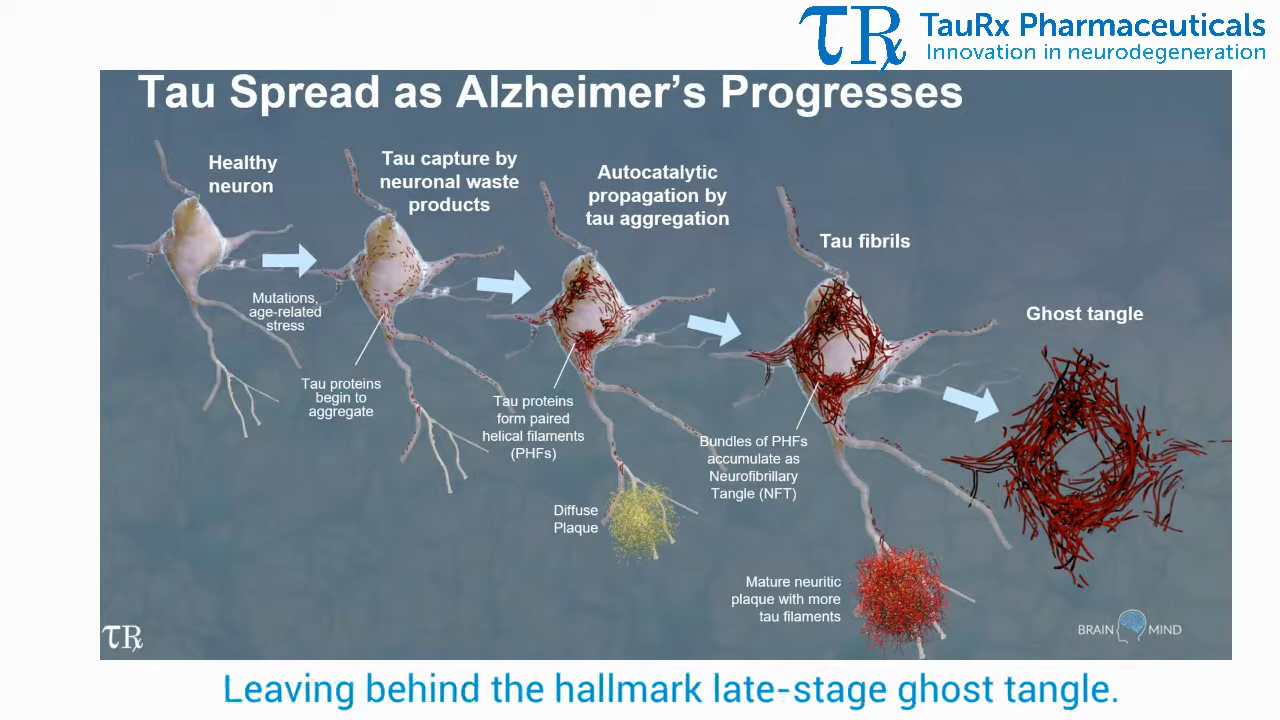 TR
TauRx Pharmaceuticals
Innovation in neurodegeneration
Tau Spread as Alzheimer's Progresses
Healthy
neuron
Tau capture by
neuronal waste
products
Autocatalytic
propagation by
tau aggregation
Tau fibrils
Ghost tangle
Mutations,
age-related
stress
Tau proteins
begin to
aggregate
Tau proteins
form paired
helical filaments
(PHFs)
Bundles of PHFs
accumulate as
Neurofibrillary
Tangle (NFT)
Diffuse
Plaque
Mature neuritic
plaque with more
tau filaments
τRx
BRAIN MIND
Leaving behind the hallmark late-stage ghost tangle.